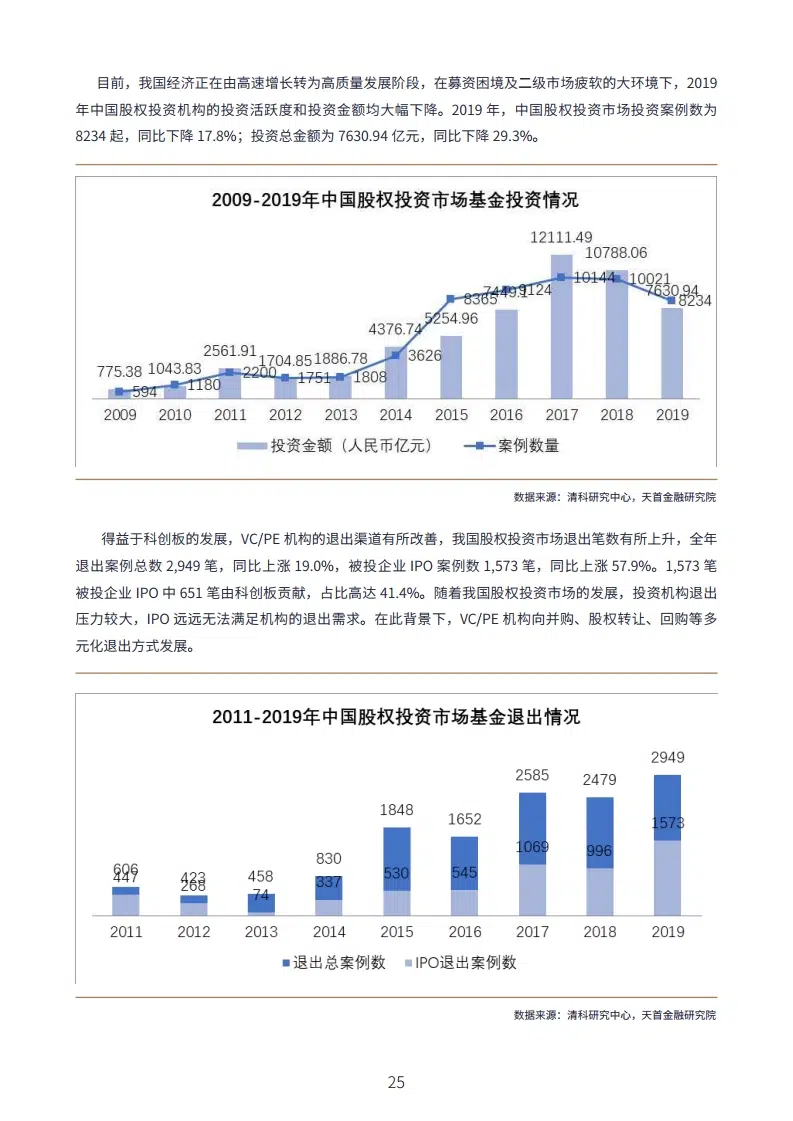 目前，我国经济正在由高速增长转为高质量发展阶段，在募资困境及二级市场疲软的大环境下，2019
年中国股权投资机构的投资活跃度和投资金额均大幅下降。2019 年，中国股权投资市场投资案例数为
8234 起，同比下降 17.8%；投资总金额为 7630.94 亿元，同比下降 29.3%。
2009-2019年中国股权投资市场基金投资情况
12111.49
10788.06
10144
10021
7449.1
9124
7630.94
8365
8234
5254.96
4376.74
3626
2561.91
1704.85
1886.78
775.38
1043.83
2200
594
1180
1751
1808
2009 2010 2011 2012 2013 2014 2015 2016 2017 2018 2019
投资金额（人民币亿元） 案例数量
数据来源：清科研究中心，天首金融研究院
得益于科创板的发展，VC/PE 机构的退出渠道有所改善，我国股权投资市场退出笔数有所上升，全年
退出案例总数 2,949 笔，同比上涨 19.0%，被投企业 IPO 案例数 1,573 笔，同比上涨 57.9%。1,573 笔
被投企业 IPO 中 651 笔由科创板贡献，占比高达 41.4%。随着我国股权投资市场的发展，投资机构退出
压力较大，IPO 远远无法满足机构的退出需求。在此背景下，VC/PE 机构向并购、股权转让、回购等多
元化退出方式发展。
2011-2019年中国股权投资市场基金退出情况
2949
2585
2479
1848
1652
1573
1069
996
830
606
447
423
268
458
74
337
530
545
2011 2012 2013 2014 2015 2016 2017 2018 2019
退出总案例数 IPO退出案例数
数据来源：清科研究中心，天首金融研究院
25